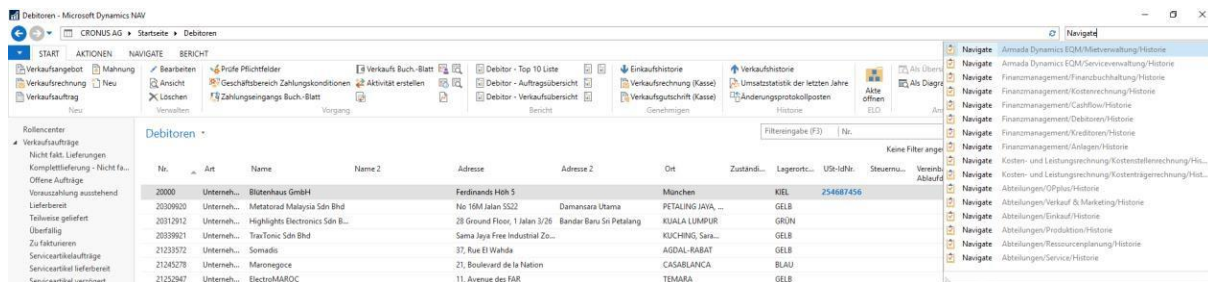 Debitoren - Microsoft Dynamics NAV
CRONUS AG ▸ Startseite ▸ Debitoren
Navigate
START AKTIONEN NAVIGATE BERICHT
Verkaufsangebot Mahnung Bearbeiten Prüfe Pflichtfelder Verkaufs Buch.-Blatt Debitor - Top 10 Liste Einkaufshistorie Verkaufshistorie
Verkaufsrechnung Neu Ansicht Geschäftsbereich Zahlungskonditionen Aktivität erstellen Debitor - Auftragsübersicht Verkaufsrechnung (Kasse) Umsatzstatistik der letzten Jahre Akte
Verkaufsauftrag Löschen Zahlungseingangs Buch.-Blatt Debitor - Verkaufsübersicht Verkaufsgutschrift (Kasse) Änderungsprotokollposten öffnen
Als Übers
Als Diagra
Neu Verwalten Vorgang Bericht Genehmigen Historie ELO
Navigate Armada Dynamics EQM/Mietverwaltung/Historie
Navigate Armada Dynamics EQM/Serviceverwaltung/Historie
Navigate Finanzmanagement/Finanzbuchhaltung/Historie
Navigate Finanzmanagement/Kostenrechnung/Historie
Navigate Finanzmanagement/Cashflow/Historie
Navigate Finanzmanagement/Debitoren/Historie
Navigate Finanzmanagement/Kreditoren/Historie
Navigate Finanzmanagement/Anlagen/Historie
Navigate Kosten- und Leistungsrechnung/Kostenstellenrechnung/His...
Navigate Kosten- und Leistungsrechnung/Kostenträgerrechnung/Hist...
Navigate Abteilungen/OPplus/Historie
Navigate Abteilungen/Verkauf & Marketing/Historie
Navigate Abteilungen/Einkauf/Historie
Navigate Abteilungen/Produktion/Historie
Navigate Abteilungen/Ressourcenplanung/Historie
Navigate Abteilungen/Service/Historie
Rollencenter
Verkaufsaufträge
Nicht fakt. Lieferungen
Komplettlieferung - Nicht fa...
Offene Aufträge
Vorauszahlung ausstehend
Lieferbereit
Teilweise geliefert
Überfällig
Zu fakturieren
Serviceartikelaufträge
Serviceartikel lieferbereit
Serviceartikel verzögert
Debitoren
Filtereingabe (F3) Nr.
Keine Filter angew
Nr. Art Name Name 2 Adresse Adresse 2 Ort Zuständi... Lagerortc... USt-IdNr. Steuernu... Vereinb
Ablaufd
20000 Unterneh... Blütenhaus GmbH Ferdinands Höh 5 München KIEL 254687456
20309920 Unterneh... Metatorad Malaysia Sdn Bhd No 16M Jalan SS22 Damansara Utama PETALING JAYA, ... GELB
20312912 Unterneh... Highlights Electronics Sdn B... 28 Ground Floor, 1 Jalan 3/26 Bandar Baru Sri Petalang KUALA LUMPUR GRÜN
20339921 Unterneh... TraxTonic Sdn Bhd Sama Jaya Free Industrial Zo... KUCHING, Sara... GELB
21233572 Unterneh... Somadis 37, Rue El Wahda AGDAL-RABAT GELB
21245278 Unterneh... Maronegoce 21, Boulevard de la Nation CASABLANCA BLAU
21252947 Unterneh... ElectroMAROC 11, Avenue des FAR TEMARA GELB